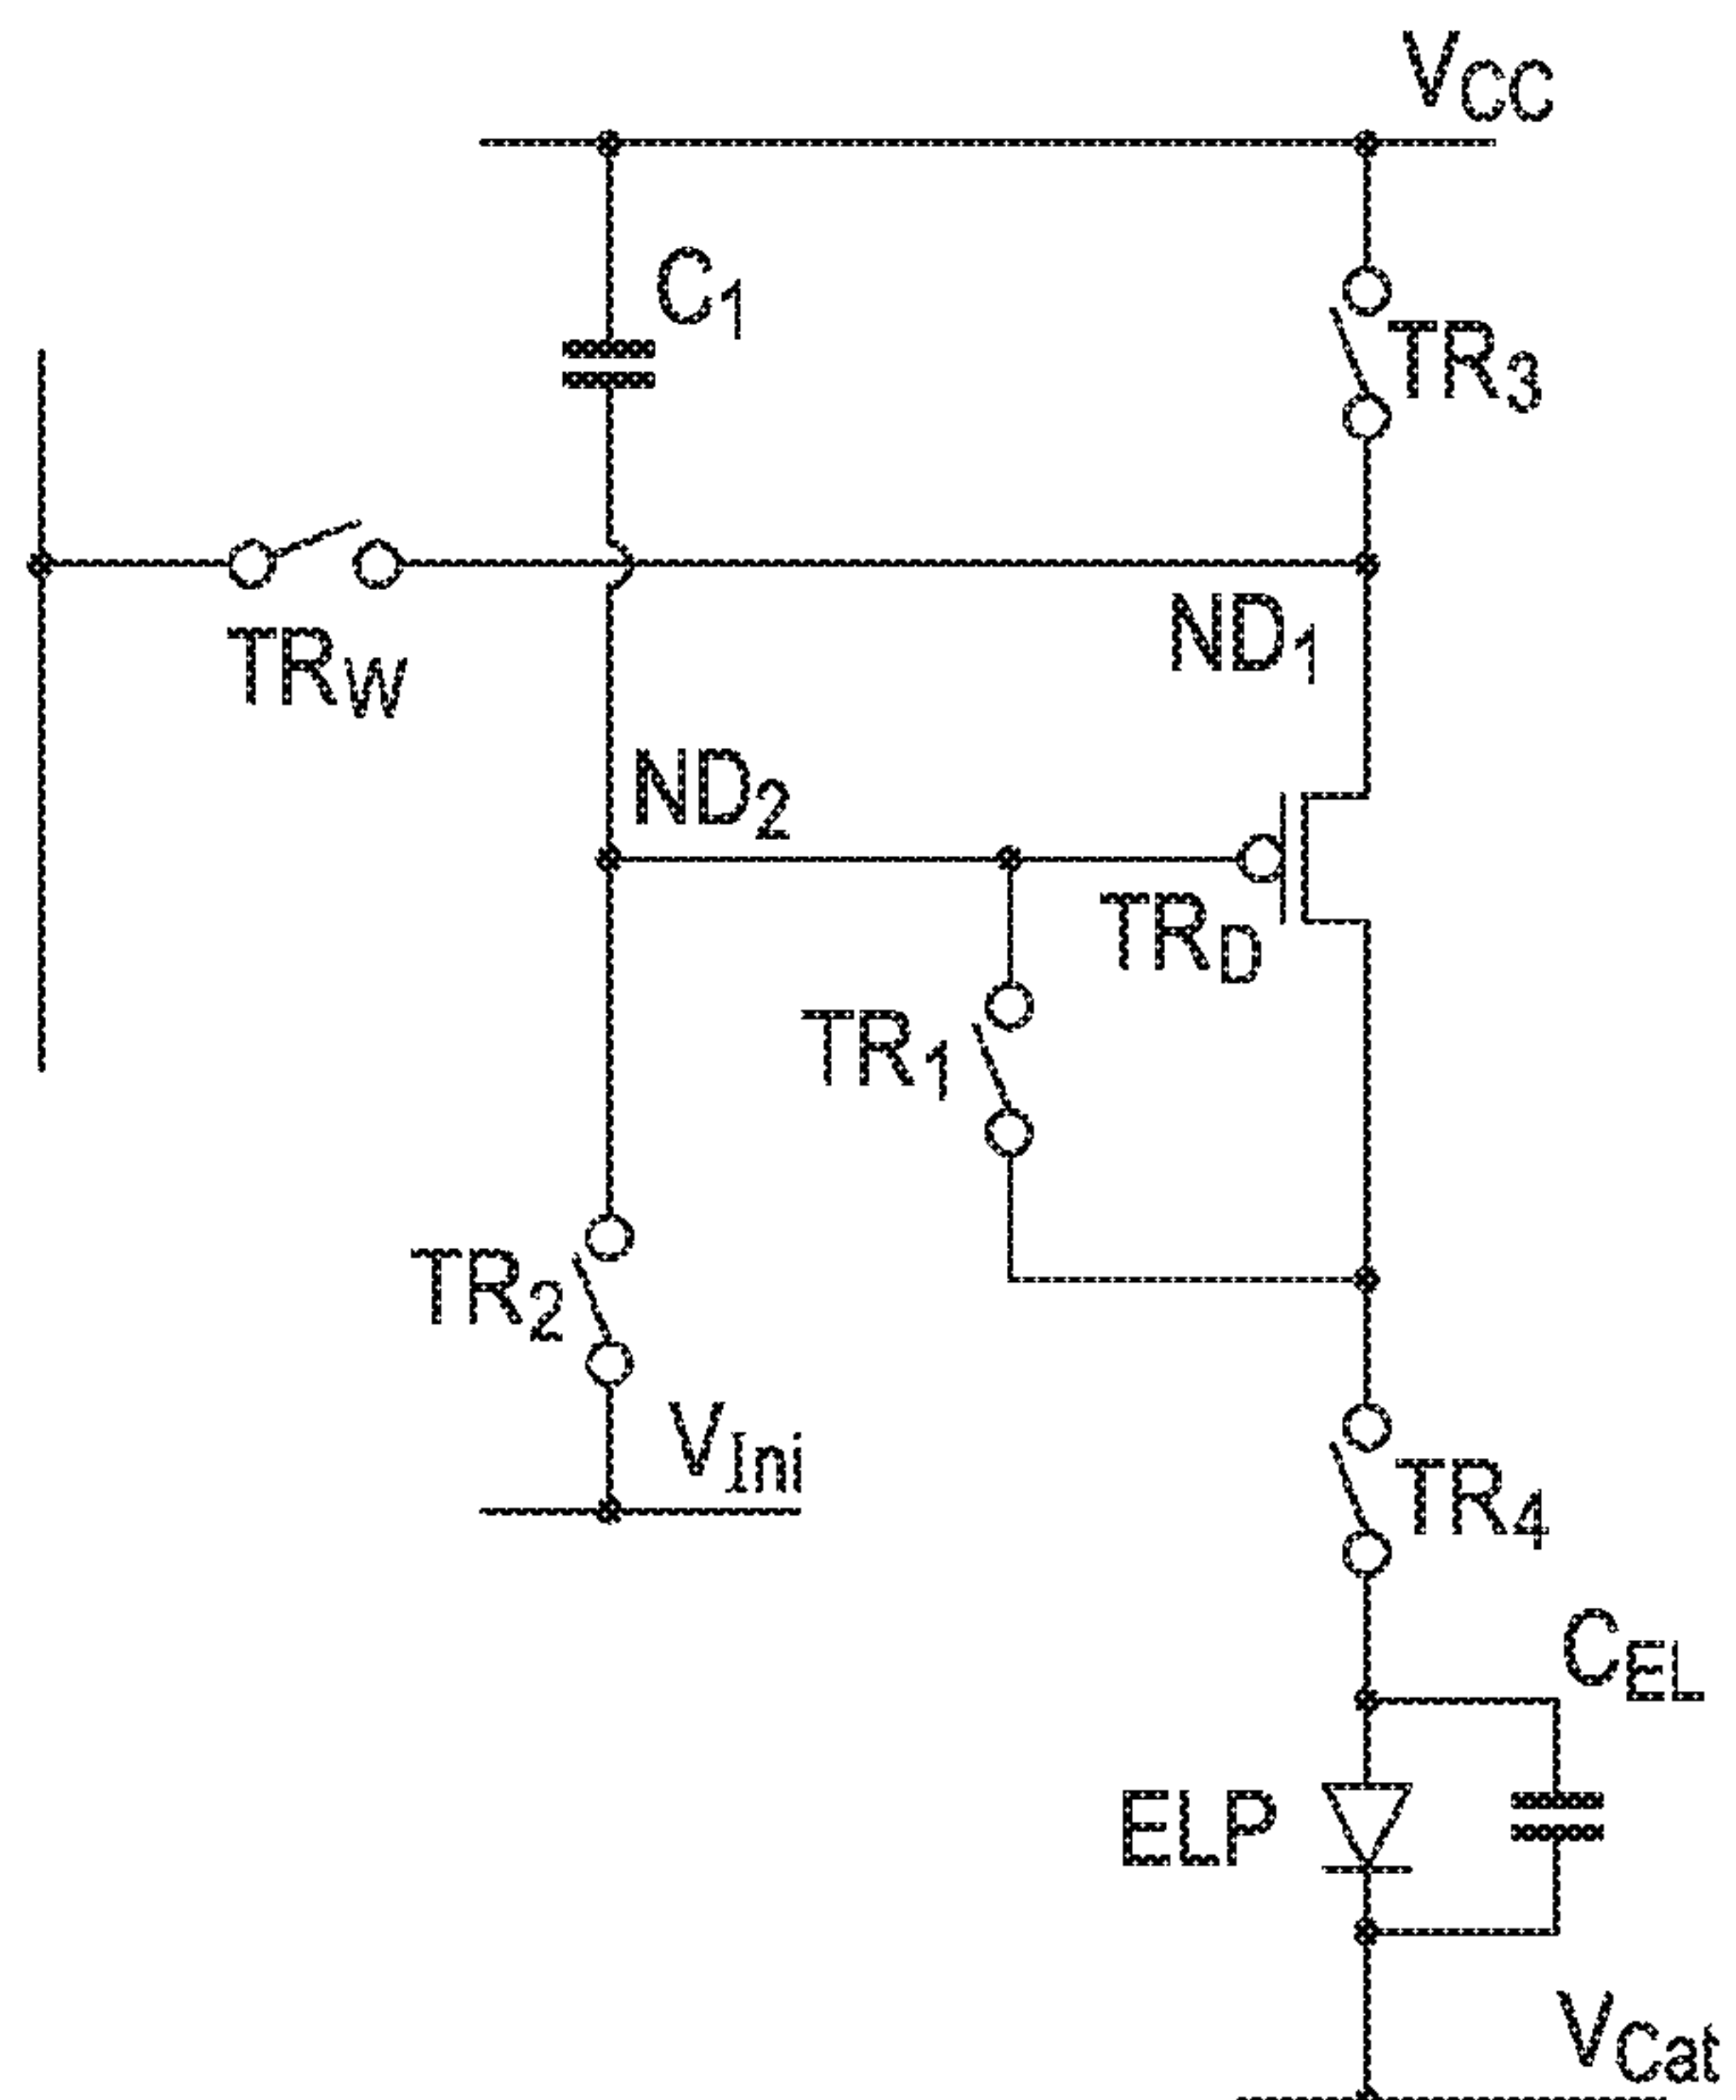 VCC
C1
TR3
TRW
ND1
ND2
TRD
TR1
TR2
VIni
TR4
CEL
ELP
VCat